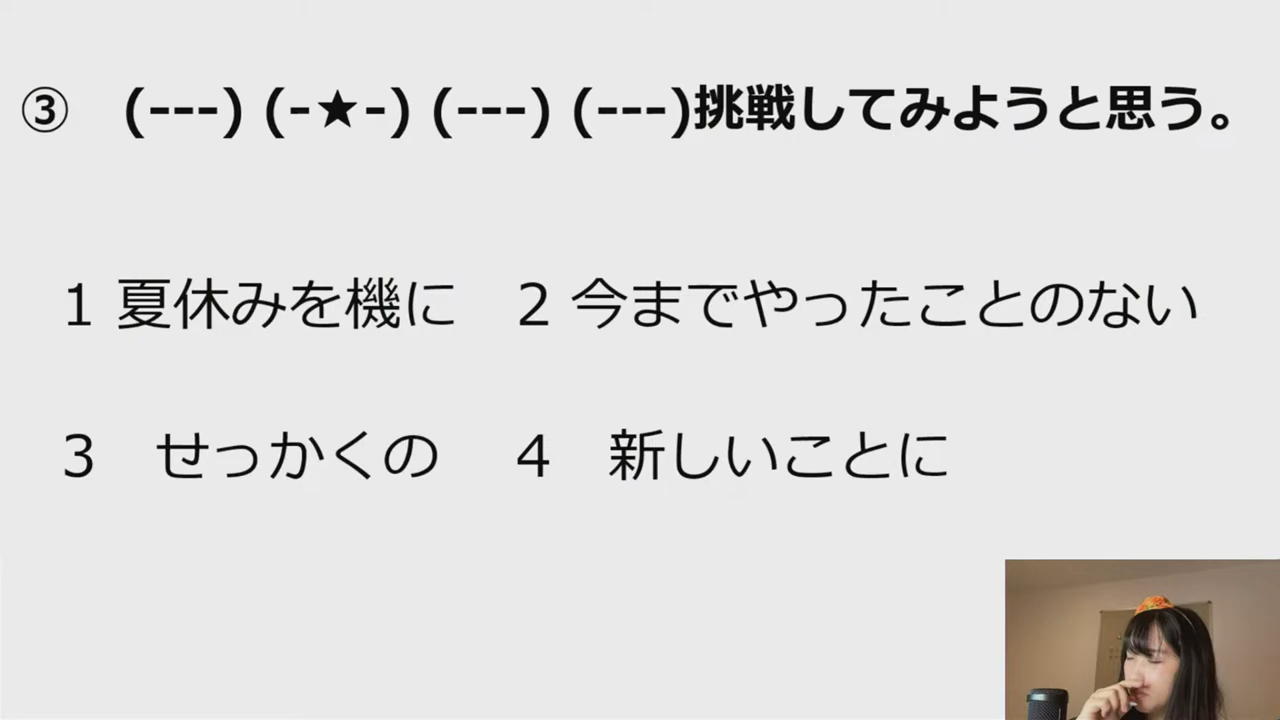 ③　(---) (-★-) (---) (---)挑戦してみようと思う。
1 夏休みを機に　2 今までやったことのない
3　せっかくの　4　新しいことに